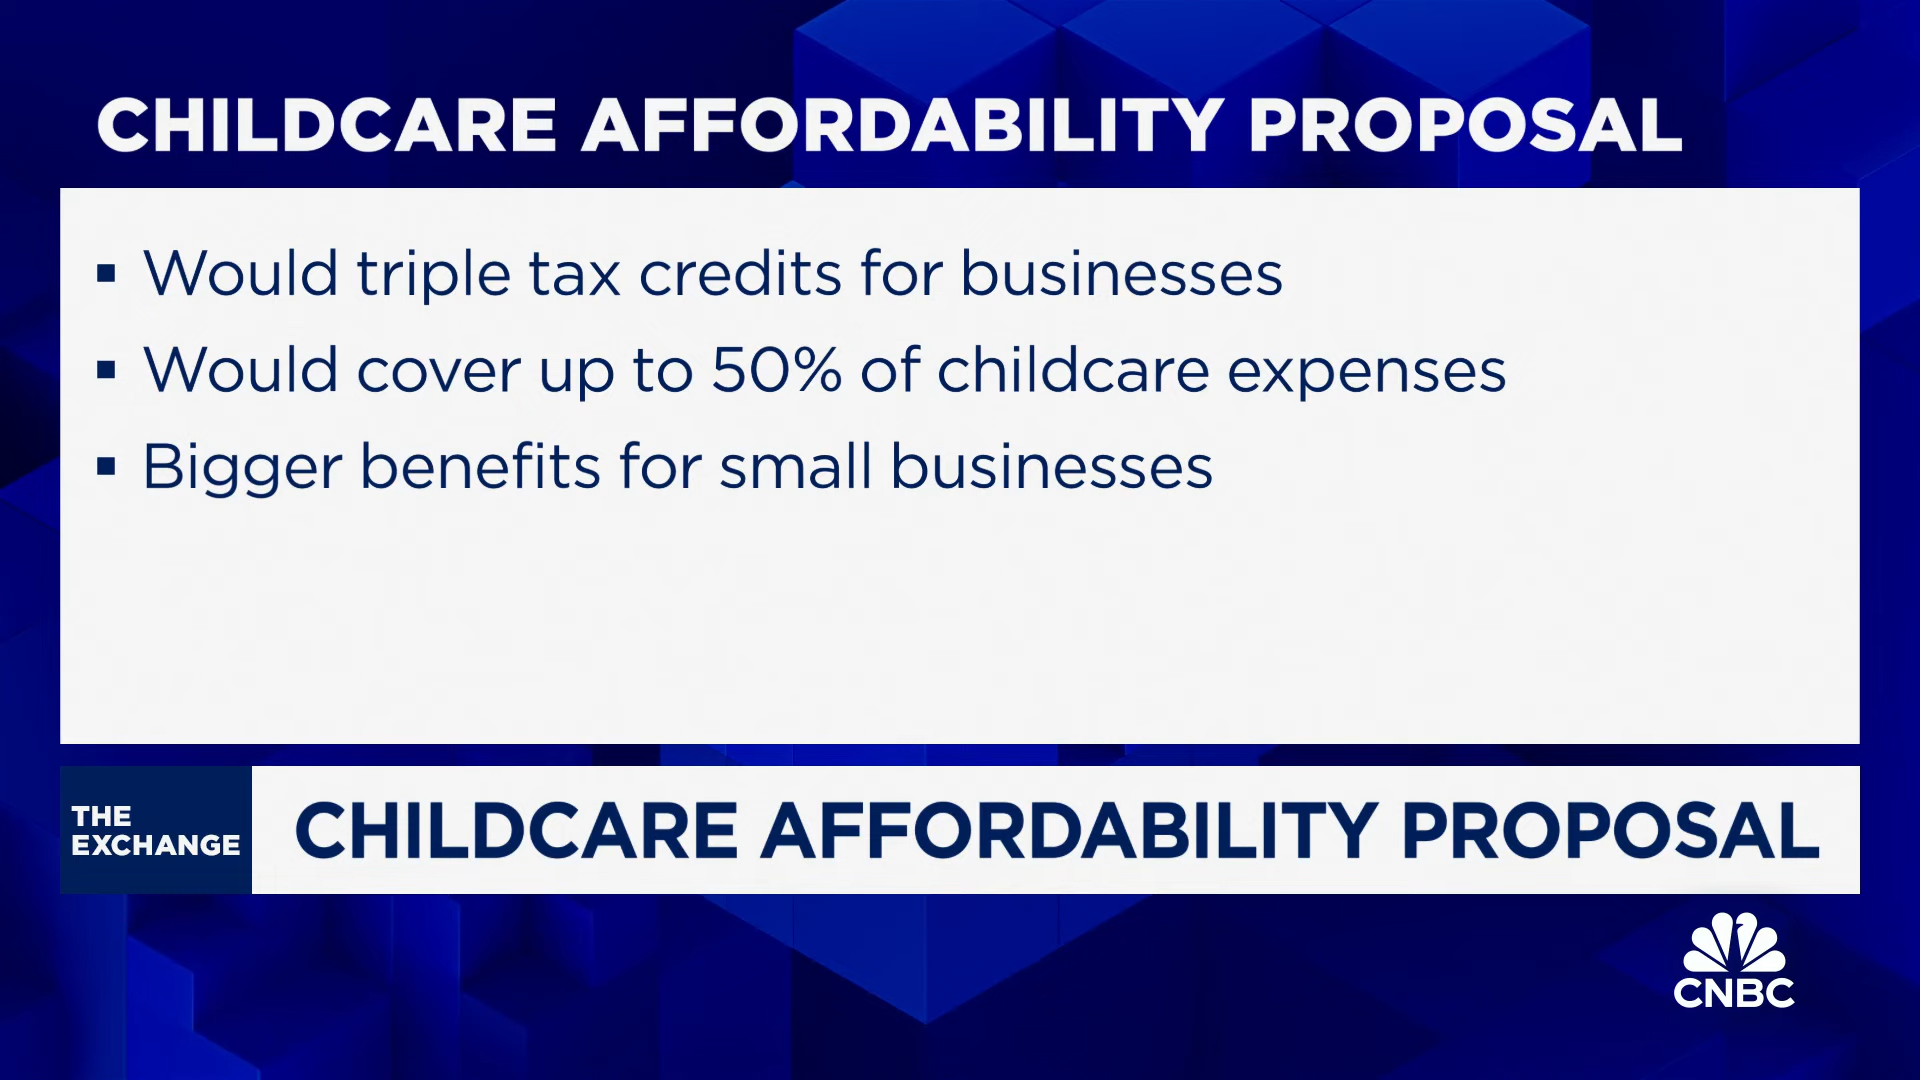 CHILDCARE AFFORDABILITY PROPOSAL
▪ Would triple tax credits for businesses
▪ Would cover up to 50% of childcare expenses
▪ Bigger benefits for small businesses
THE
EXCHANGE
CHILDCARE AFFORDABILITY PROPOSAL
CNBC